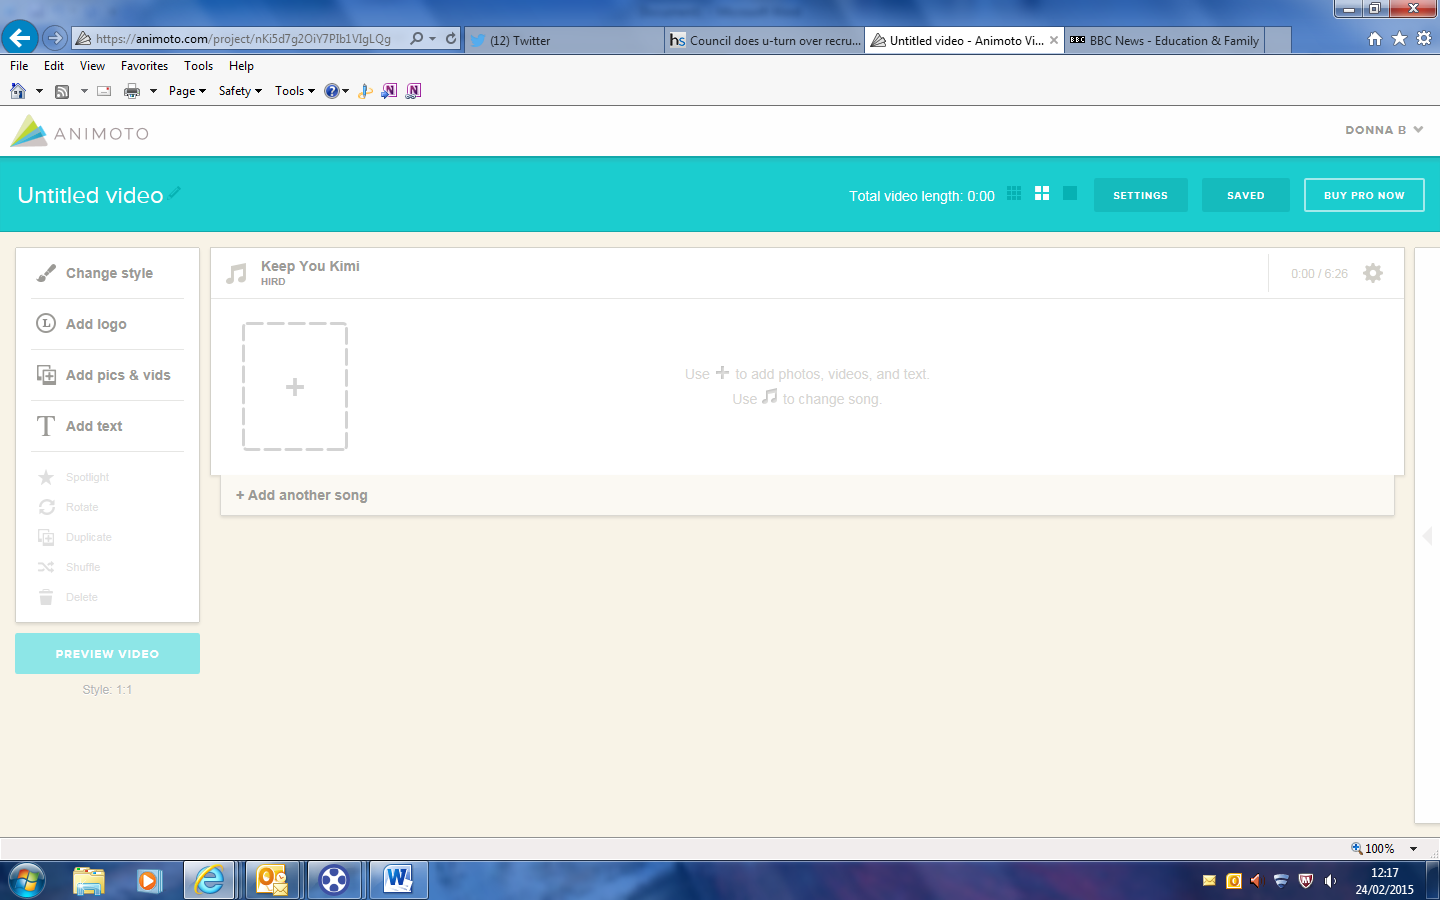 https://animoto.com/project/nKi5d7g2OiY7PIb1VIgLQg
(12) Twitter
hs Council does u-turn over recru...
Untitled video - Animoto Vi...
BBC BBC News - Education & Family
File Edit View Favorites Tools Help
Page Safety Tools
ANIMOTO
DONNA B
Untitled video
Total video length: 0:00
SETTINGS
SAVED
BUY PRO NOW
Change style
Add logo
Add pics & vids
Add text
Spotlight
Rotate
Duplicate
Shuffle
Delete
PREVIEW VIDEO
Style: 1:1
Keep You Kimi
HIRD
0:00 / 6:26
Use + to add photos, videos, and text.
Use to change song.
+ Add another song
100%
12:17
24/02/2015